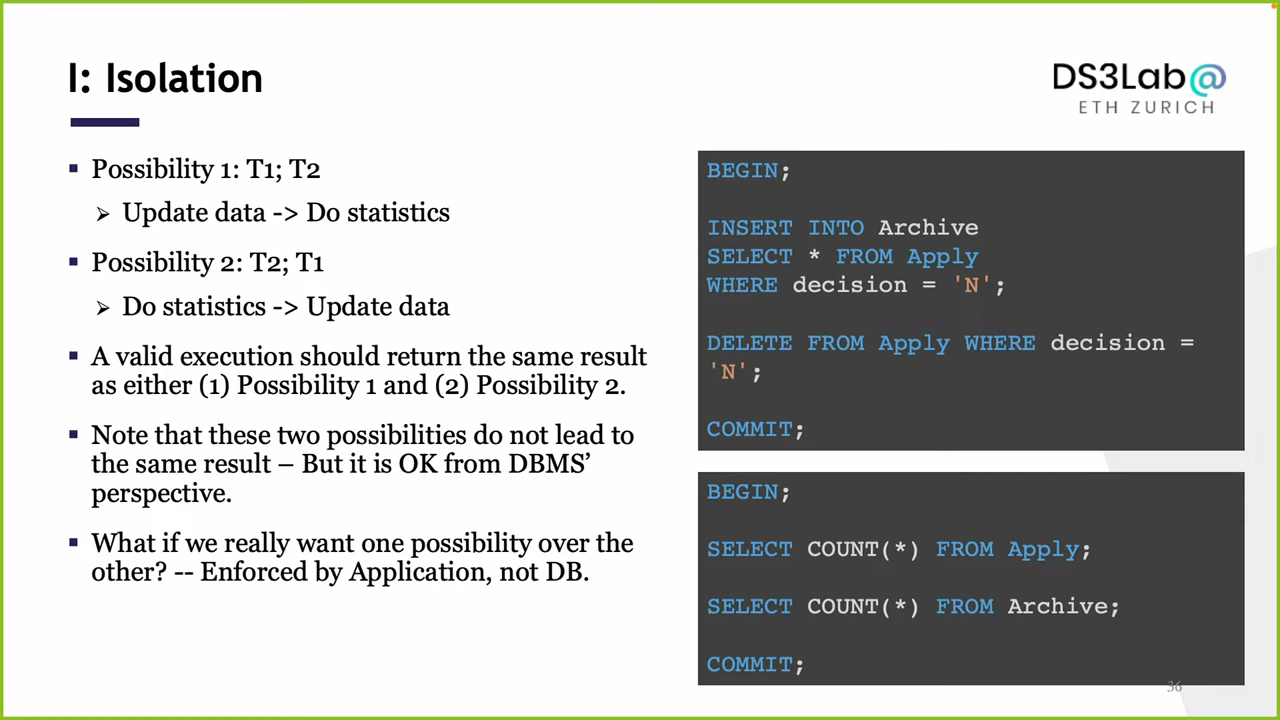 I: Isolation
DS3Lab@
ETH ZURICH
▪ Possibility 1: T1; T2
➢ Update data -> Do statistics
▪ Possibility 2: T2; T1
➢ Do statistics -> Update data
▪ A valid execution should return the same result
as either (1) Possibility 1 and (2) Possibility 2.
▪ Note that these two possibilities do not lead to
the same result – But it is OK from DBMS’
perspective.
▪ What if we really want one possibility over the
other? -- Enforced by Application, not DB.
BEGIN;
INSERT INTO Archive
SELECT * FROM Apply
WHERE decision = 'N';
DELETE FROM Apply WHERE decision =
'N';
COMMIT;
BEGIN;
SELECT COUNT(*) FROM Apply;
SELECT COUNT(*) FROM Archive;
COMMIT;
36